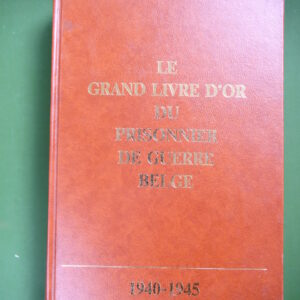 LE
GRAND LIVRE D'OR
DU
PRISONNIER
DE GUERRE
BELGE
1940-1945